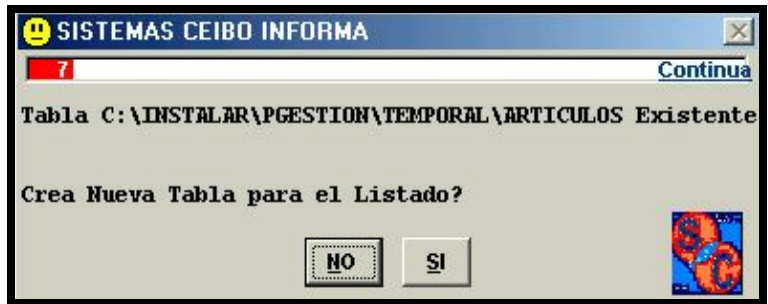 SISTEMAS CEIBO INFORMA
7
Continua
Tabla C:\INSTALAR\PGESTION\TEMPORAL\ARTICULOS Existente
Crea Nueva Tabla para el Listado?
NO SI
S C